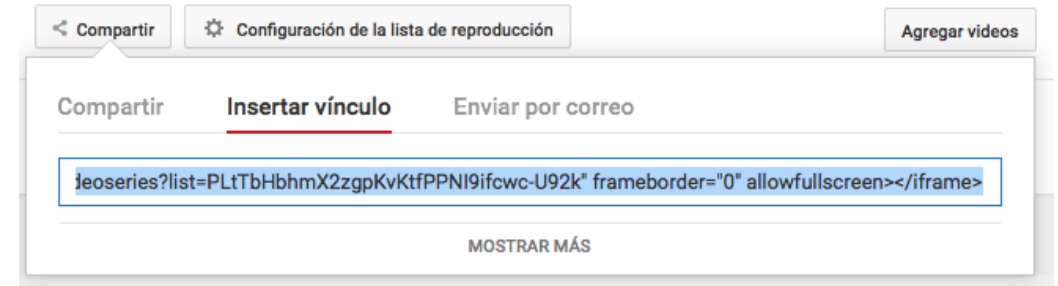 Compartir
Configuración de la lista de reproducción
Agregar videos
Compartir
Insertar vínculo
Enviar por correo
deoseries?list=PLtTbHbhmX2zgpKvKtfPPNI9ifcwc-U92k" frameborder="0" allowfullscreen></iframe>
MOSTRAR MÁS